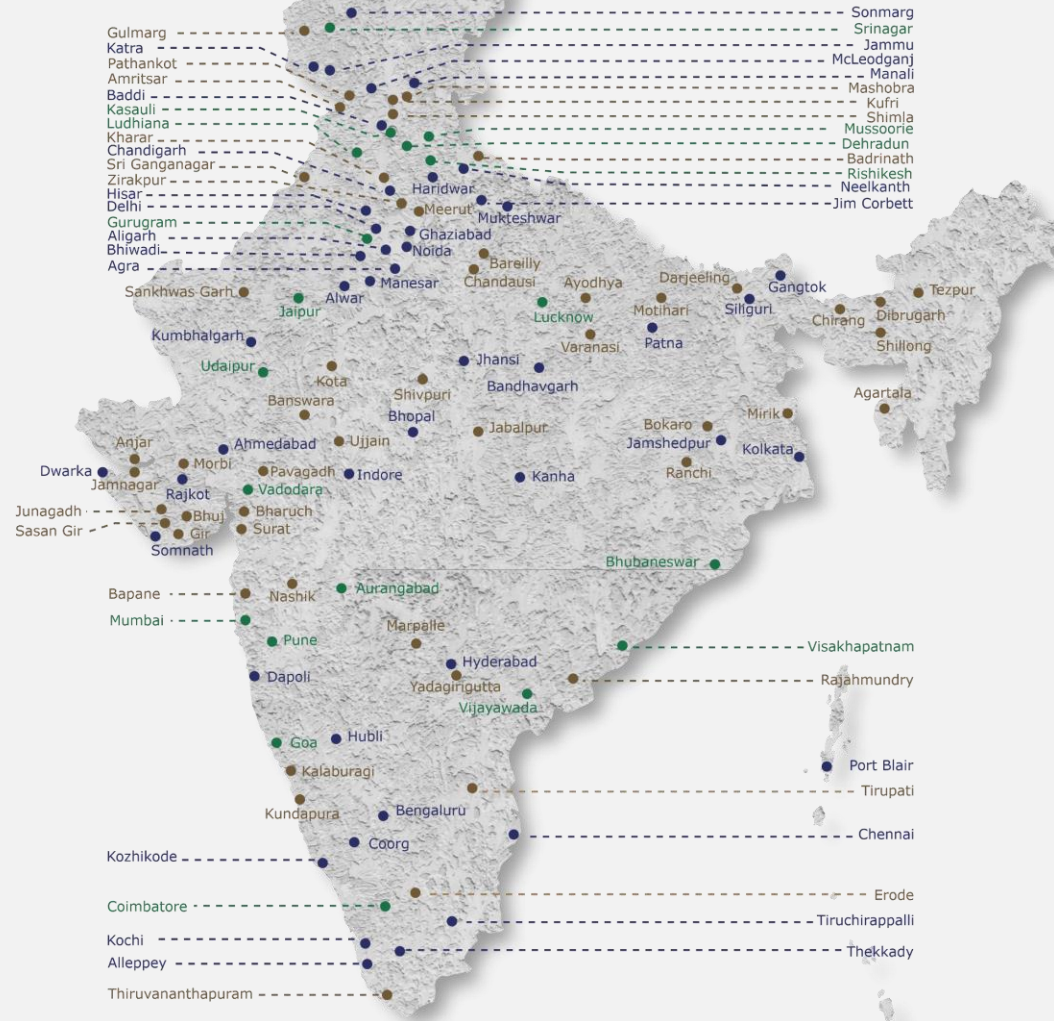 Sonmarg
Srinagar
Gulmarg
Jammu
Katra
McLeodganj
Pathankot
Manali
Amritsar
Mashobra
Baddi
Kufri
Kasauli
Shimla
Ludhiana
Mussoorie
Kharar
Dehradun
Chandigarh
Badrinath
Sri Ganganagar
Rishikesh
Zirakpur
Neelkanth
Haridwar
Hisar
Jim Corbett
Delhi
Meerut
Mukteshwar
Gurugram
Ghaziabad
Aligarh
Bhiwadi
Noida
Agra
Bareilly
Chandausi
Manesar
Ayodhya
Darjeeling
Gangtok
Tezpur
Sankhwas Garh
Alwar
Jaipur
Lucknow
Motihari
Siliguri
Chirang
Dibrugarh
Kumbhalgarh
Varanasi
Patna
Shillong
Udaipur
Jhansi
Kota
Shivpuri
Bandhavgarh
Agartala
Banswara
Bhopal
Mirik
Jabalpur
Bokaro
Anjar
Ahmedabad
Ujjain
Jamshedpur
Kolkata
Dwarka
Morbi
Pavagadh
Indore
Kanha
Ranchi
Jamnagar
Rajkot
Vadodara
Junagadh
Bhuj
Bharuch
Sasan Gir
Gir
Surat
Somnath
Bhubaneswar
Bapane
Nashik
Aurangabad
Mumbai
Marpalle
Pune
Visakhapatnam
Hyderabad
Dapoli
Yadagirigutta
Rajahmundry
Vijayawada
Goa
Hubli
Kalaburagi
Port Blair
Tirupati
Kundapura
Bengaluru
Chennai
Coorg
Kozhikode
Erode
Coimbatore
Tiruchirappalli
Kochi
Thekkady
Alleppey
Thiruvananthapuram